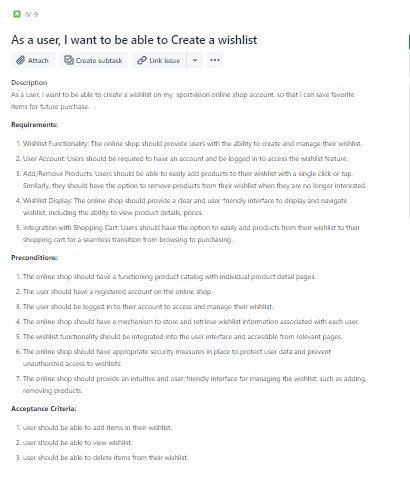 IV-9
As a user, I want to be able to Create a wishlist
Attach Create subtask Link issue
Description
As a user, I want to be able to create a wishlist on my sportvision online shop account, so that I can save favorite
items for future purchase.
Requirements:
1. Wishlist Functionality: The online shop should provide users with the ability to create and manage their wishlist.
2. User Account: Users should be required to have an account and be logged in to access the wishlist feature.
3. Add/Remove Products: Users should be able to easily add products to their wishlist with a single click or tap.
Similarly, they should have the option to remove products from their wishlist when they are no longer interested.
4. Wishlist Display: The online shop should provide a clear and user-friendly interface to display and navigate
wishlist, including the ability to view product details, prices.
5. Integration with Shopping Cart: Users should have the option to easily add products from their wishlist to their
shopping cart for a seamless transition from browsing to purchasing.
Preconditions:
1. The online shop should have a functioning product catalog with individual product detail pages.
2. The user should have a registered account on the online shop.
3. The user should be logged in to their account to access and manage their wishlist.
4. The online shop should have a mechanism to store and retrieve wishlist information associated with each user.
5. The wishlist functionality should be integrated into the user interface and accessible from relevant pages.
6. The online shop should have appropriate security measures in place to protect user data and prevent
unauthorized access to wishlists.
7. The online shop should provide an intuitive and user-friendly interface for managing the wishlist, such as adding,
removing products.
Acceptance Criteria:
1. user should be able to add items in their wishlist.
2. user should be able to view wishlist.
3. user should be able to delete items from their wishlist.